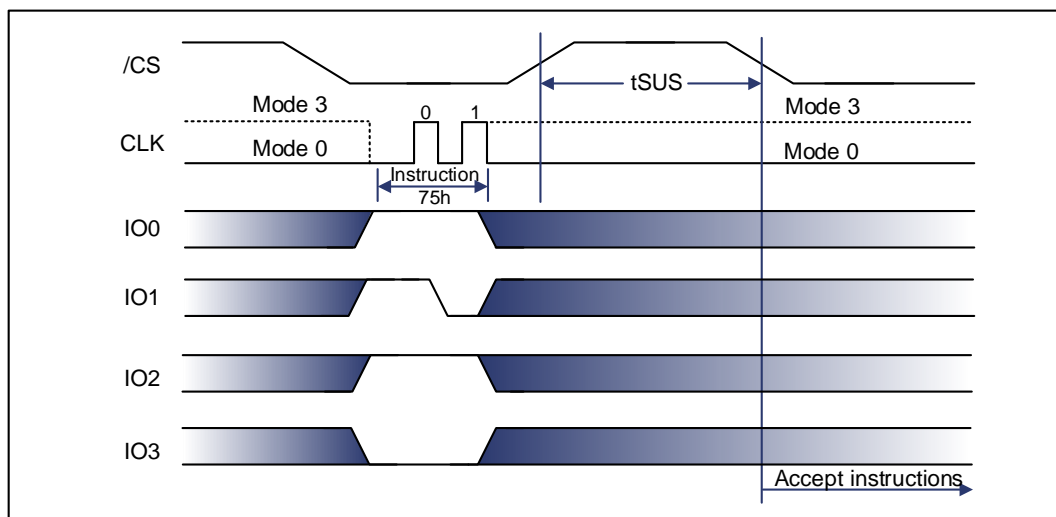 /CS
tSUS
Mode 3
0
1
Mode 3
CLK
Mode 0
Mode 0
Instruction
75h
IO0
IO1
IO2
IO3
Accept instructions